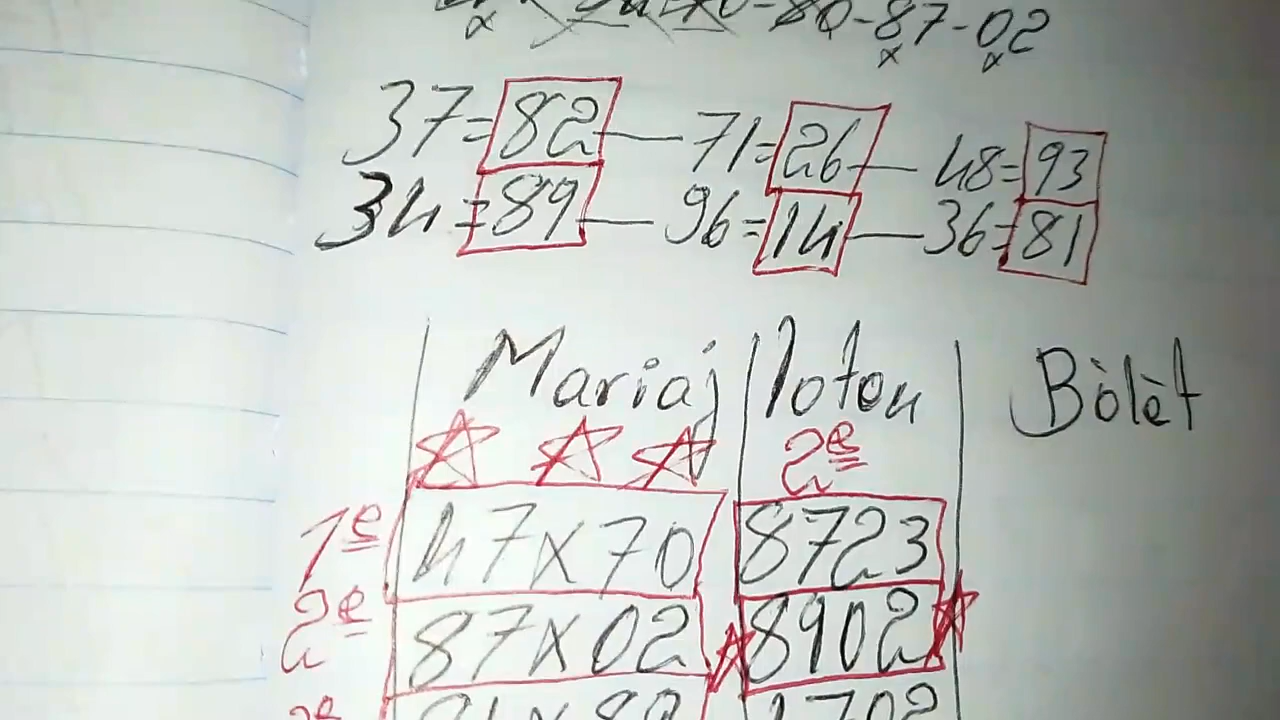 80-87-02
x x x
37=82—71=26—48=93
34=89—96=14—36=81
Mariaj loto4 Bòlèt
2e
1e 47x70 8723
2e 87x02 8902